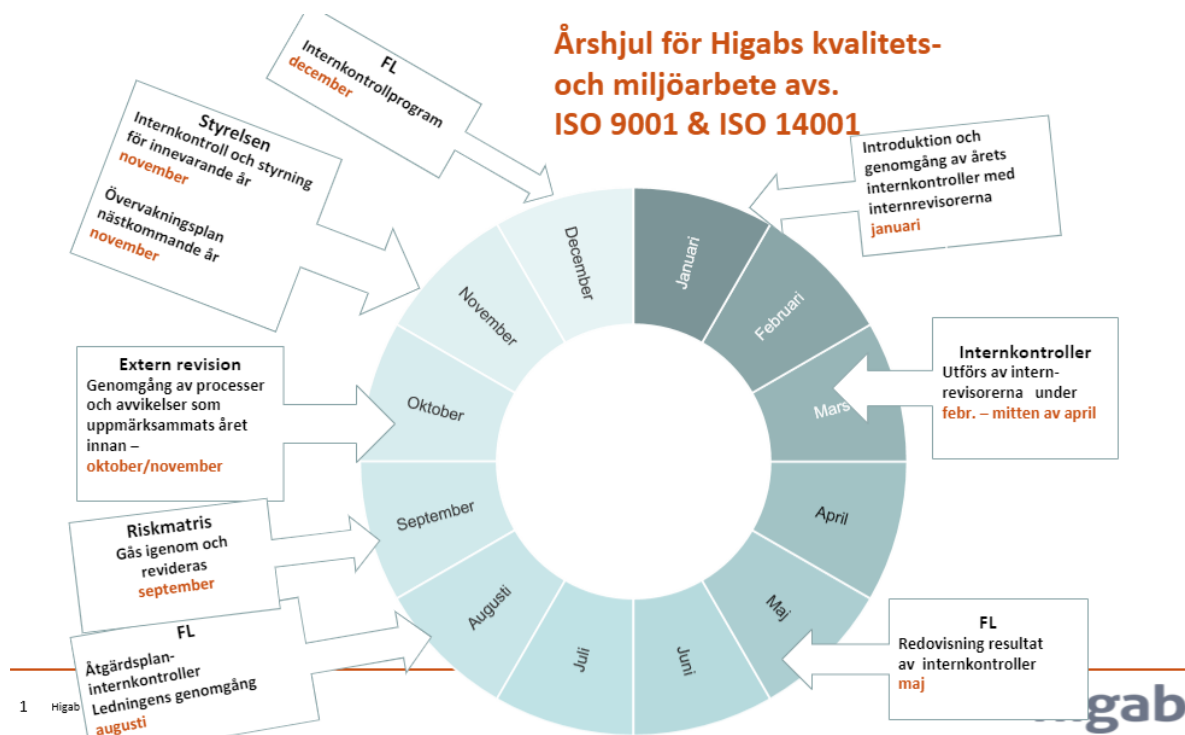 Årshjul för Higabs kvalitets-
och miljöarbete avs.
ISO 9001 & ISO 14001
FL
Internkontrollprogram
december
Styrelsen
Internkontroll och styrning
för innevarande år
november
Övervakningsplan
nästkommande år
november
Introduktion och
genomgång av årets
internkontroller med
internrevisorerna
januari
Extern revision
Genomgång av processer
och avvikelser som
uppmärksammats året
innan –
oktober/november
Internkontroller
Utförs av intern-
revisorerna under
febr. – mitten av april
Riskmatris
Gås igenom och
revideras
september
FL
Åtgärdsplan-
internkontroller
Ledningens genomgång
augusti
FL
Redovisning resultat
av internkontroller
maj
Januari
Februari
Mars
April
Maj
Juni
Juli
Augusti
September
Oktober
November
December
1 Higab